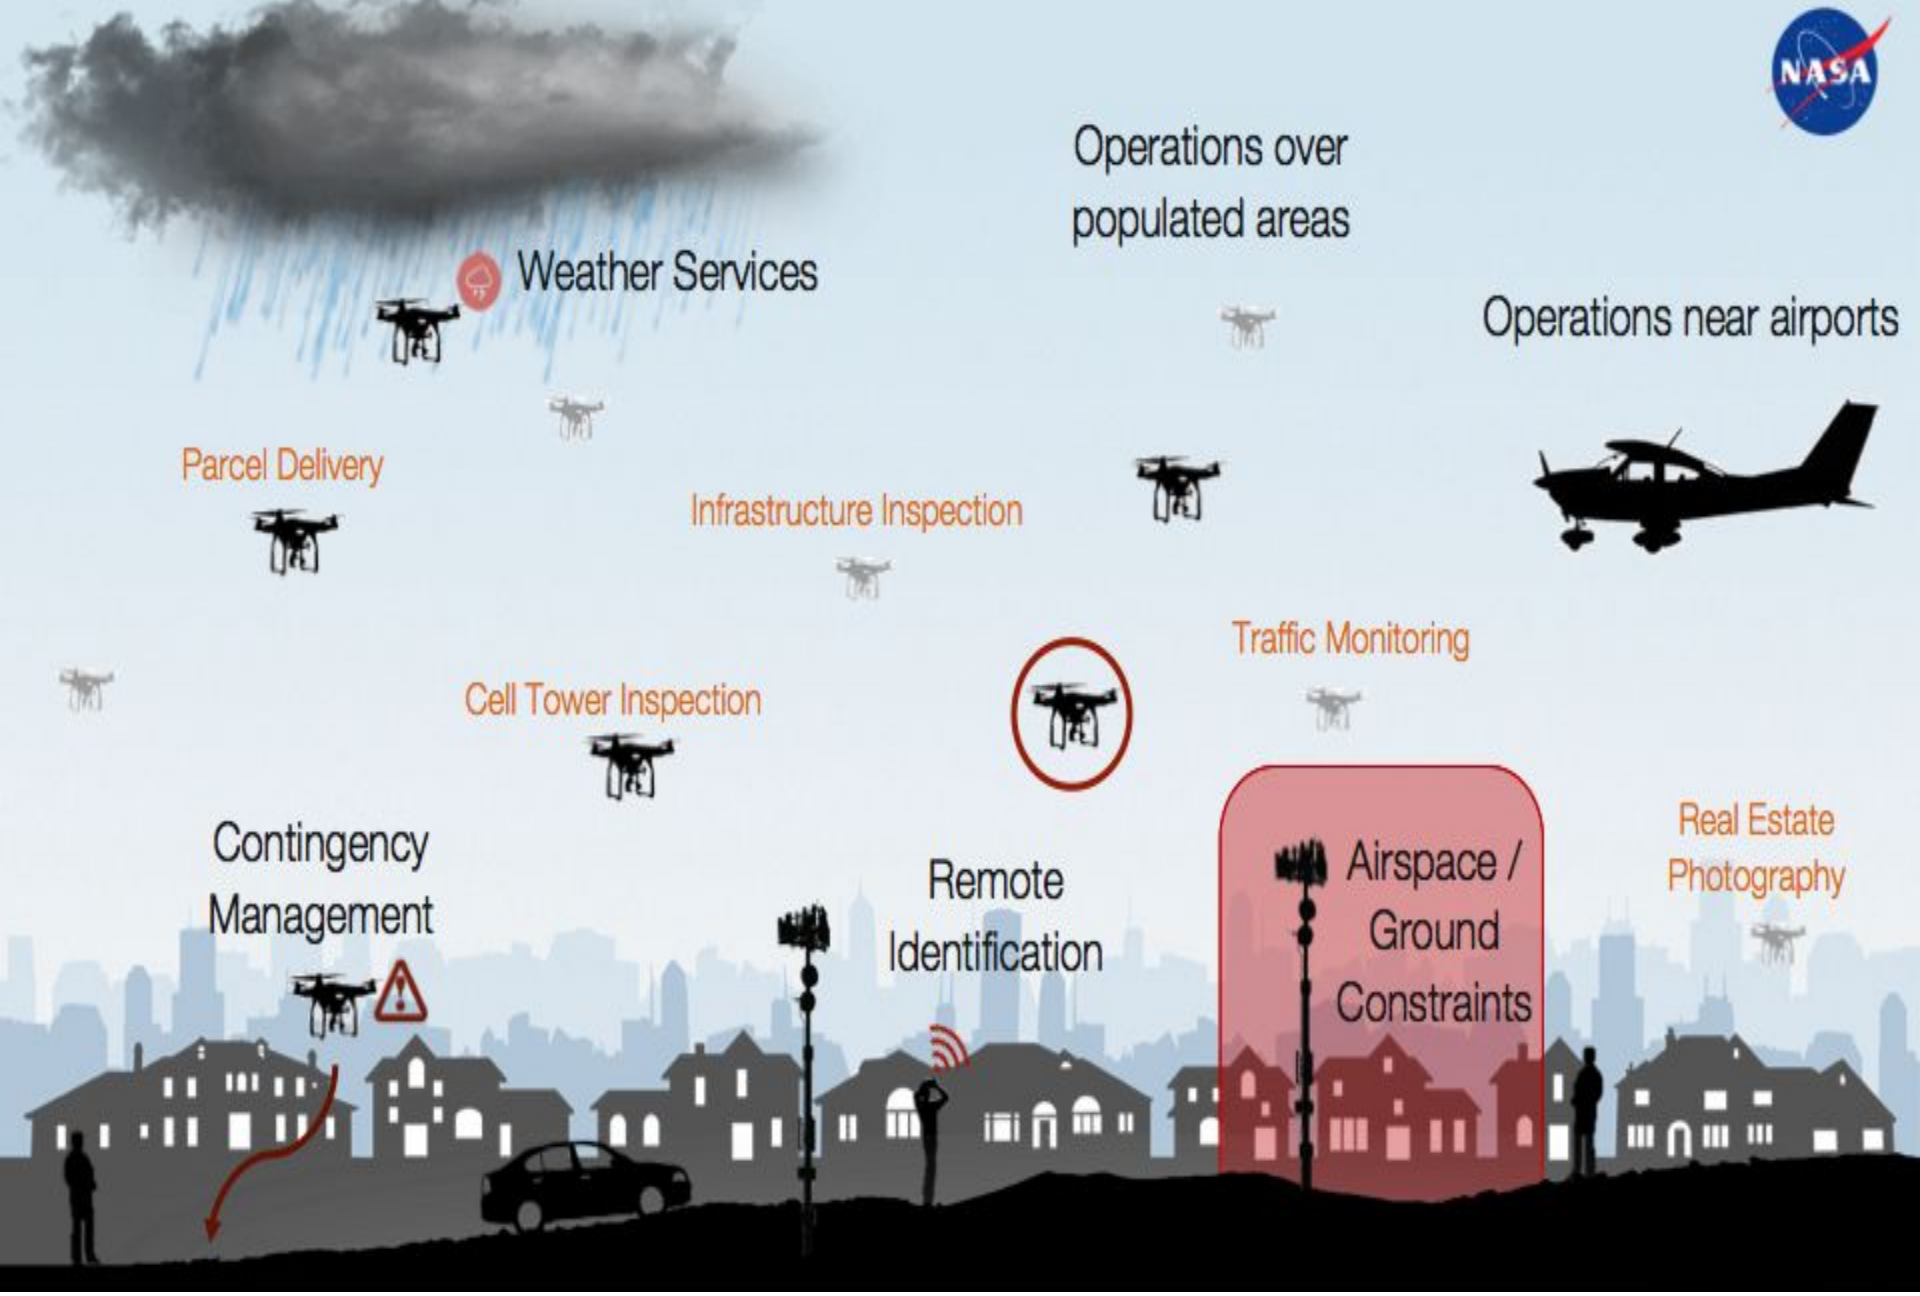 NASA
Operations over
populated areas
Weather Services
Operations near airports
Parcel Delivery
Infrastructure Inspection
Traffic Monitoring
Cell Tower Inspection
Contingency
Management
Remote
Identification
Airspace /
Ground
Constraints
Real Estate
Photography